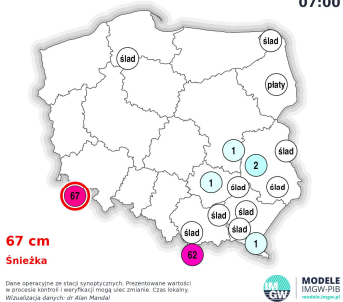 07:00
ślad
ślad
płaty
1
ślad
2
1
ślad
ślad
67
ślad
ślad
ślad
ślad
1
62
67 cm
Śnieżka
Dane operacyjne ze stacji synoptycznych. Prezentowane wartości
w procesie kontroli i weryfikacji mogą ulec zmianie. Czas lokalny.
Wizualizacja danych: dr Alan Mandal
IM
GW
MODELE
IMGW-PIB
modele.imgw.pl